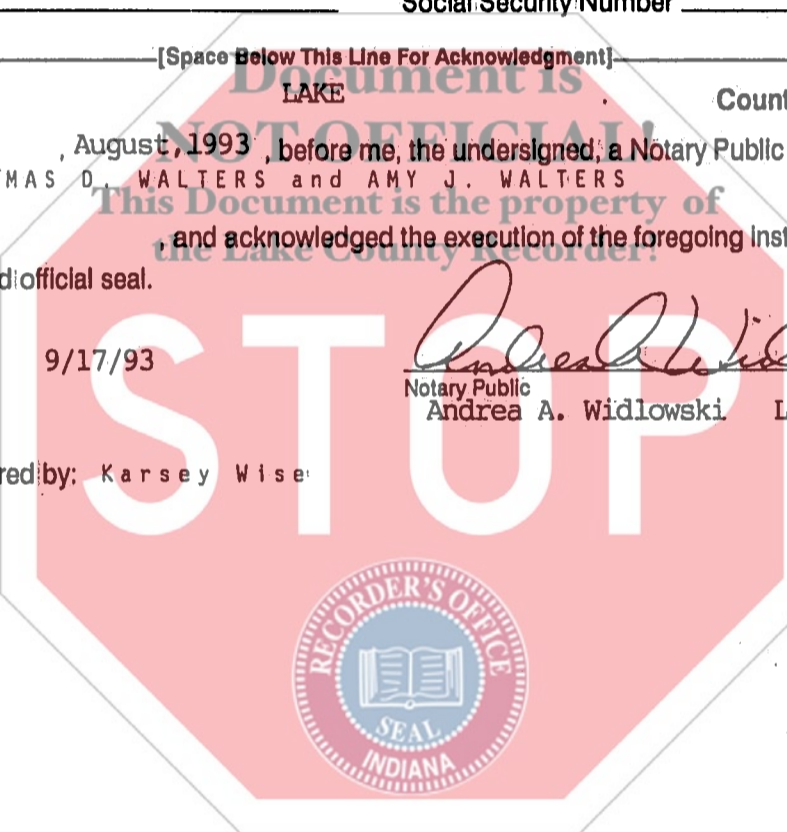 Social Security Number
[Space Below This Line For Acknowledgment]
Document is
LAKE Count
NOT OFFICIAL!
, August, 1993 , before me, the undersigned, a Notary Public
MAS D. WALTERS and AMY J. WALTERS
This Document is the property of
, and acknowledged the execution of the foregoing inst
the Lake County Recorder!
d official seal.
STOP
9/17/93
Andrea A Wid
Notary Public
Andrea A. Widlowski L
red by: Karsey Wise
RECORDER'S OFFICE
SEAL
INDIANA